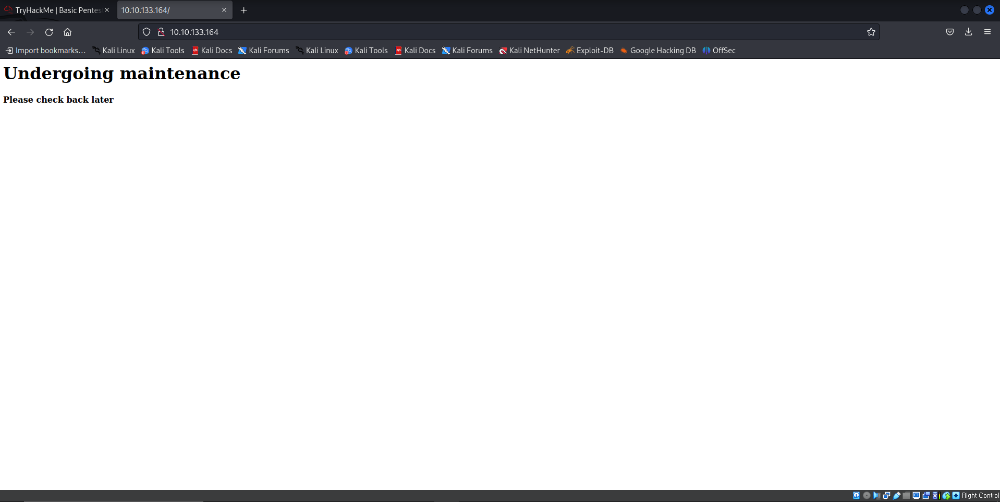 TryHackMe | Basic Pentes
10.10.133.164/
10.10.133.164
Import bookmarks… Kali Linux Kali Tools Kali Docs Kali Forums Kali Linux Kali Tools Kali Docs Kali Forums Kali NetHunter Exploit-DB Google Hacking DB OffSec
Undergoing maintenance
Please check back later
Right Control